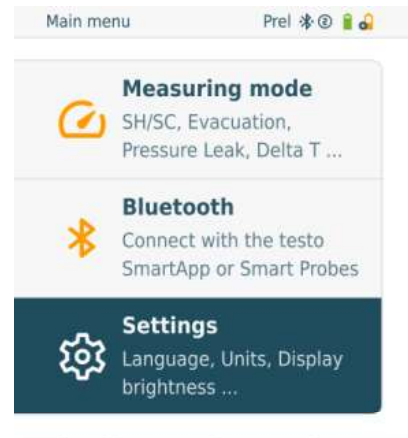 Main menu Prel ②
Measuring mode
SH/SC, Evacuation,
Pressure Leak, Delta T ...
Bluetooth
Connect with the testo
SmartApp or Smart Probes
Settings
Language, Units, Display
brightness ...